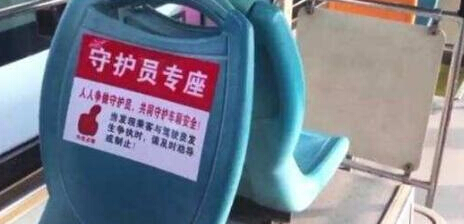 守护员专座
人人争做守护员，共同守护车厢安全！
当发现乘客与驾驶员发
生争执时，请及时劝导
或制止！